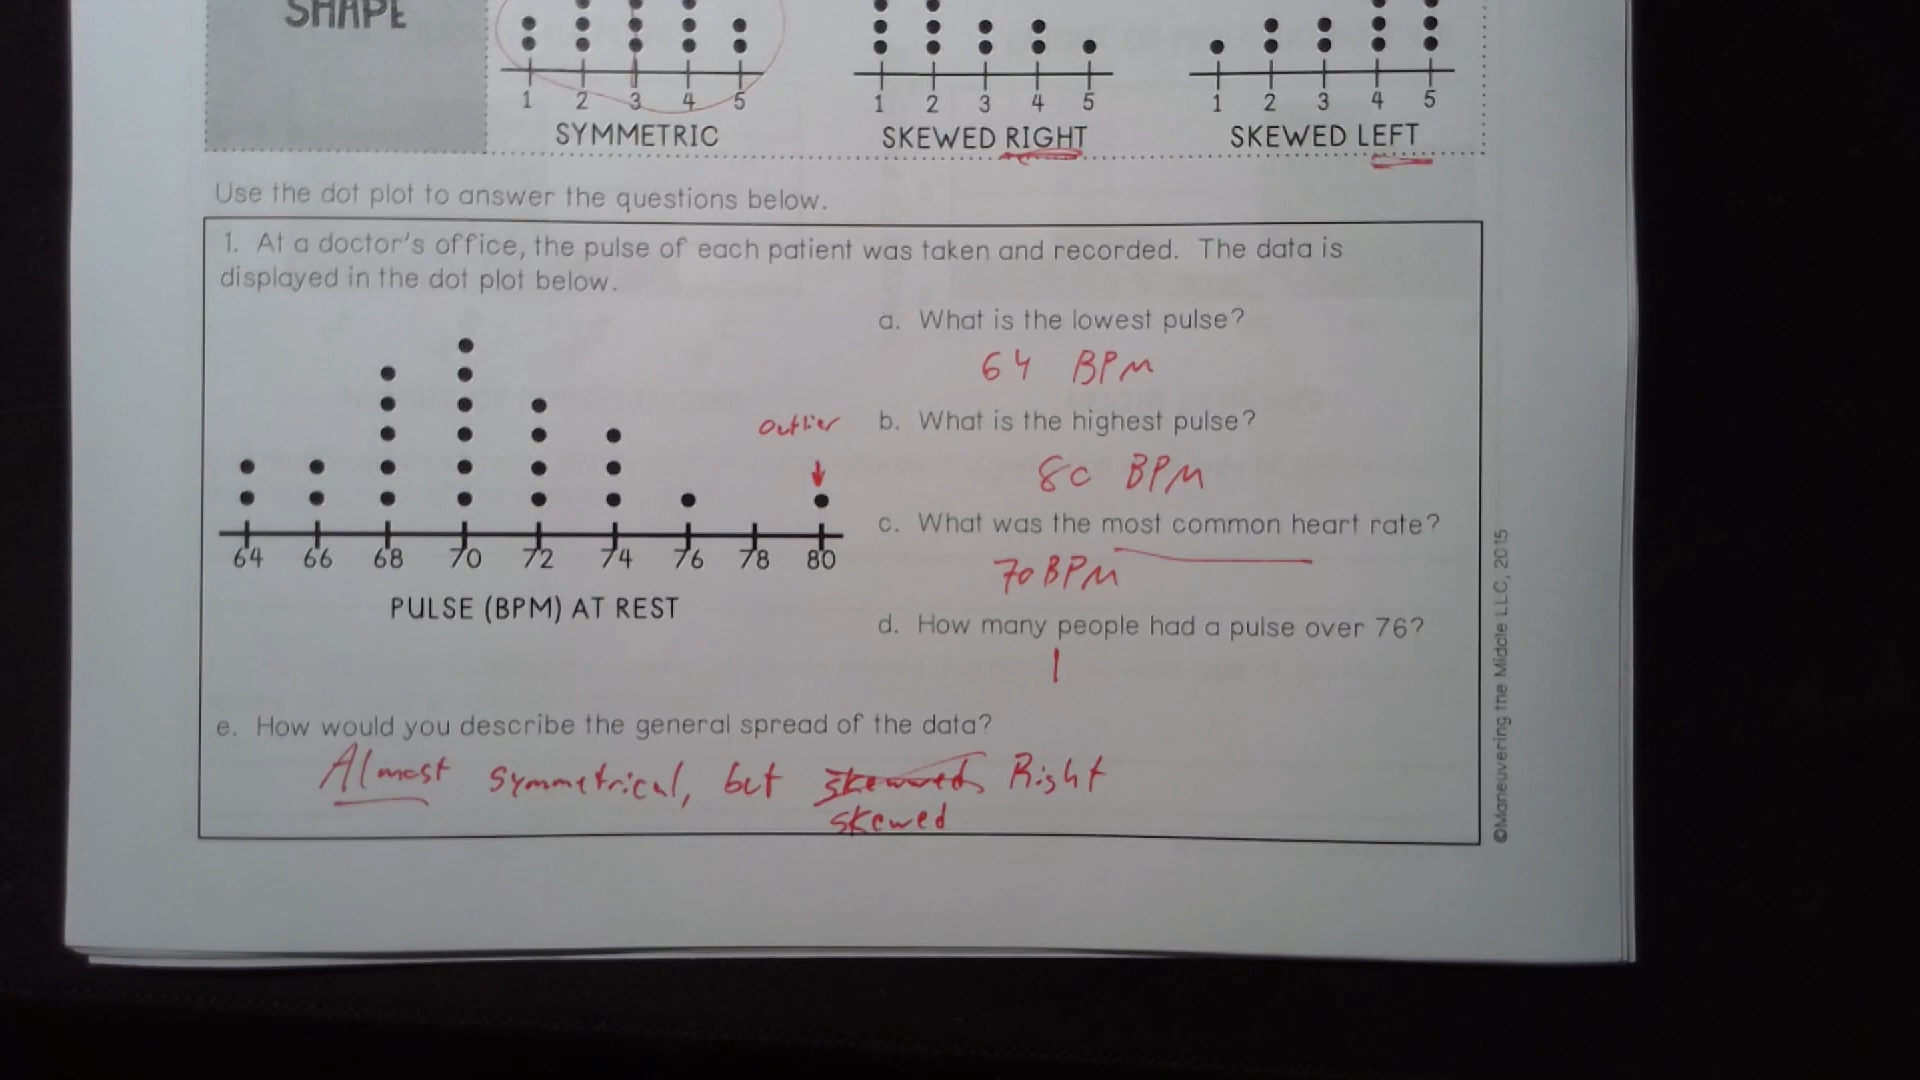 SHAPE
1 2 3 4 5
SYMMETRIC
1 2 3 4 5
SKEWED RIGHT
1 2 3 4 5
SKEWED LEFT
Use the dot plot to answer the questions below.
1. At a doctor's office, the pulse of each patient was taken and recorded. The data is
displayed in the dot plot below.
outlier
64 66 68 70 72 74 76 78 80
PULSE (BPM) AT REST
a. What is the lowest pulse?
64 BPM
b. What is the highest pulse?
80 BPM
c. What was the most common heart rate?
70 BPM
d. How many people had a pulse over 76?
1
e. How would you describe the general spread of the data?
Almost symmetrical, but Right
skewed
©Maneuvering the Middle LLC, 2015